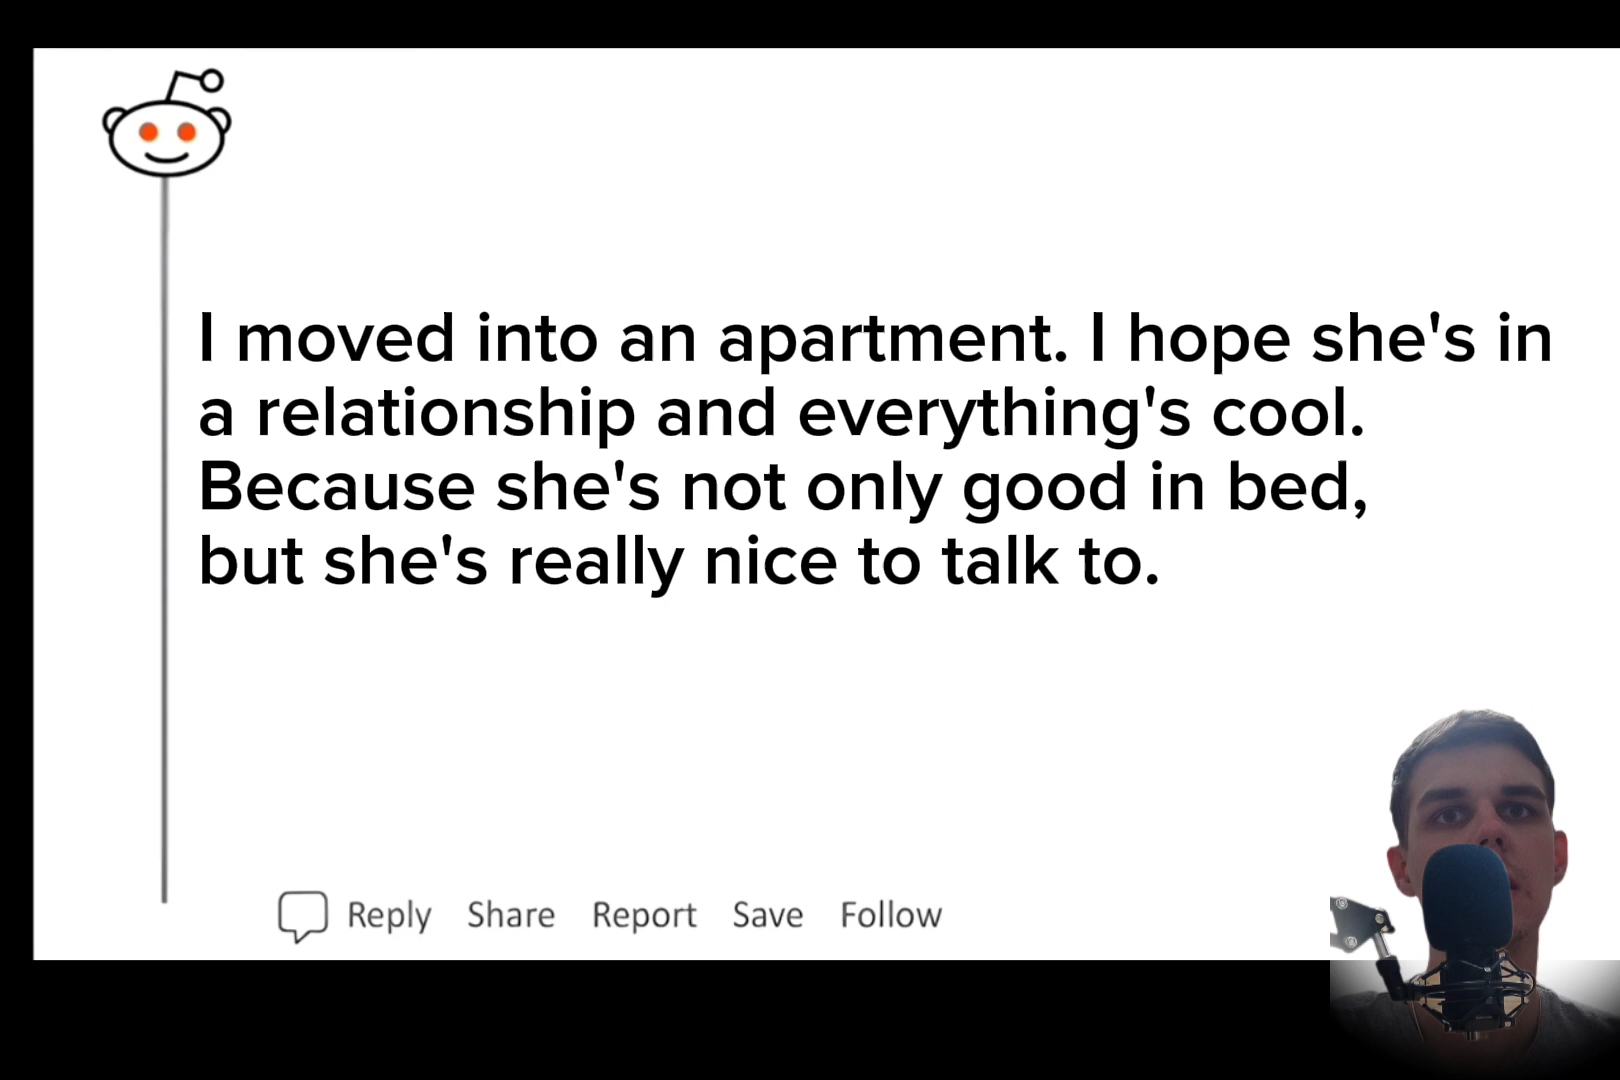 I moved into an apartment. I hope she's in
a relationship and everything's cool.
Because she's not only good in bed,
but she's really nice to talk to.
Reply Share Report Save Follow